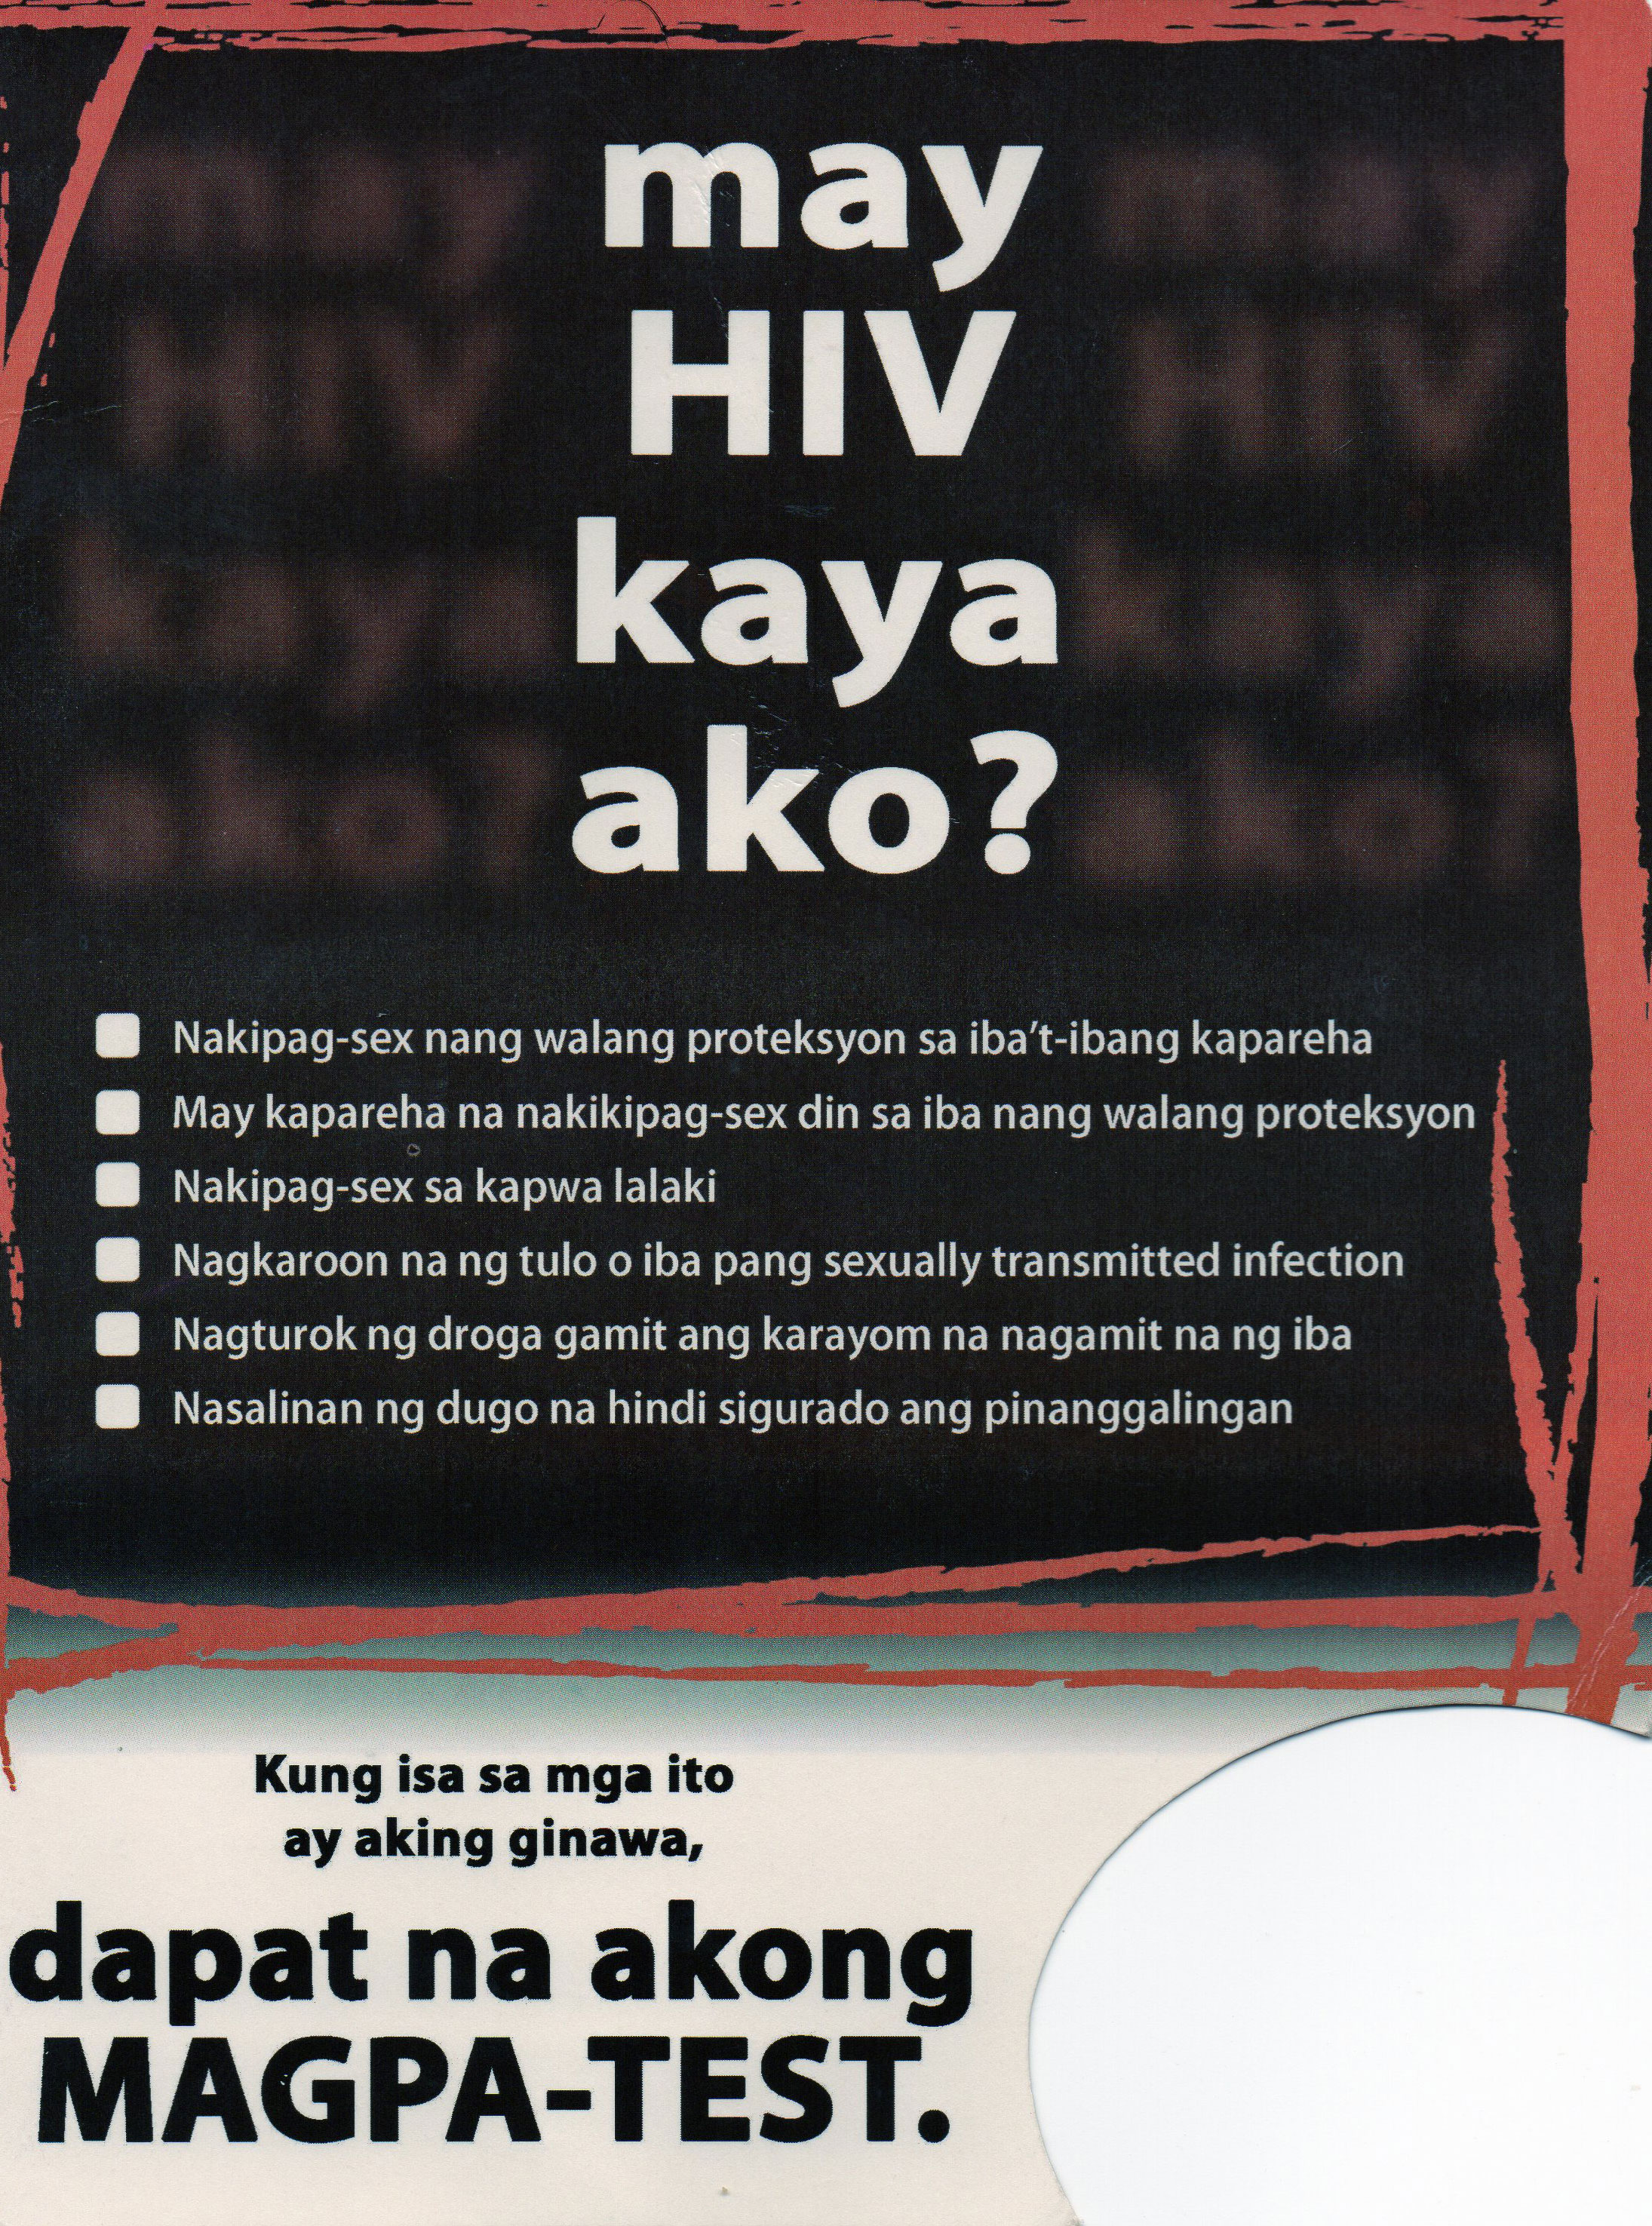 may
HIV
kaya
ako?
Nakipag-sex nang walang proteksyon sa iba't-ibang kapareha
May kapareha na nakikipag-sex din sa iba nang walang proteksyon
Nakipag-sex sa kapwa lalaki
Nagkaroon na ng tulo o iba pang sexually transmitted infection
Nagturok ng droga gamit ang karayom na nagamit na ng iba
Nasalinan ng dugo na hindi sigurado ang pinanggalingan
Kung isa sa mga ito
ay aking ginawa,
dapat na akong
MAGPA-TEST.